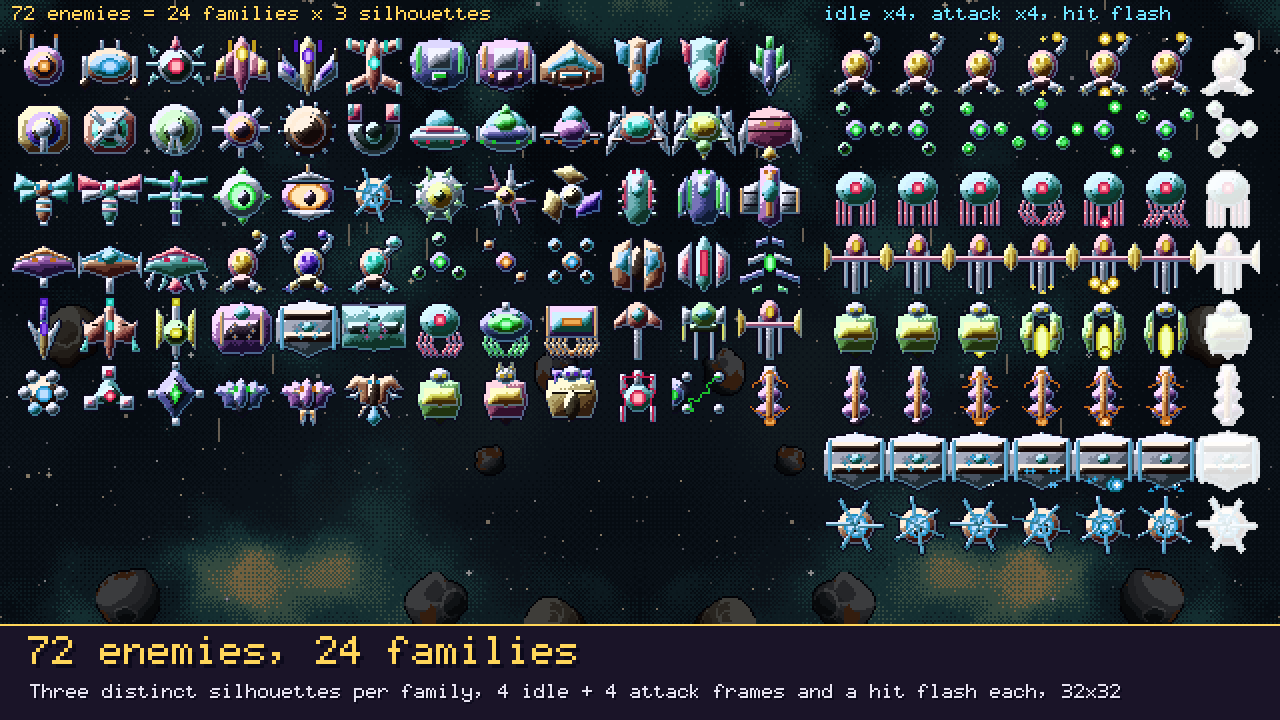 72 enemies = 24 families x 3 silhouettes
idle x4, attack x4, hit flash
72 enemies, 24 families
Three distinct silhouettes per family, 4 idle + 4 attack frames and a hit flash each, 32x32